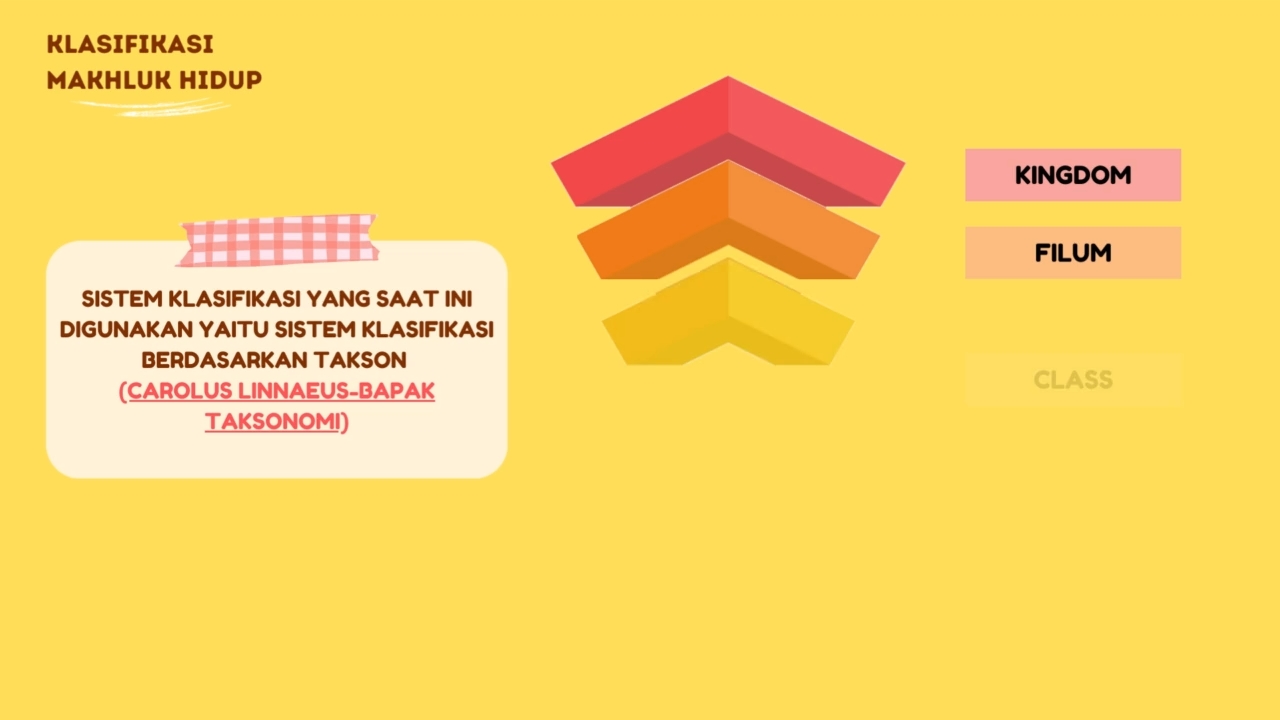 KLASIFIKASI
MAKHLUK HIDUP
SISTEM KLASIFIKASI YANG SAAT INI
DIGUNAKAN YAITU SISTEM KLASIFIKASI
BERDASARKAN TAKSON
(CAROLUS LINNAEUS-BAPAK
TAKSONOMI)
KINGDOM
FILUM
CLASS